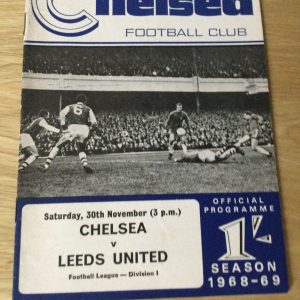 Chelsea
FOOTBALL CLUB
6
Saturday, 30th November (3 p.m.)
CHELSEA
v
LEEDS UNITED
Football League — Division I
OFFICIAL
PROGRAMME
1/-
SEASON
1968-69